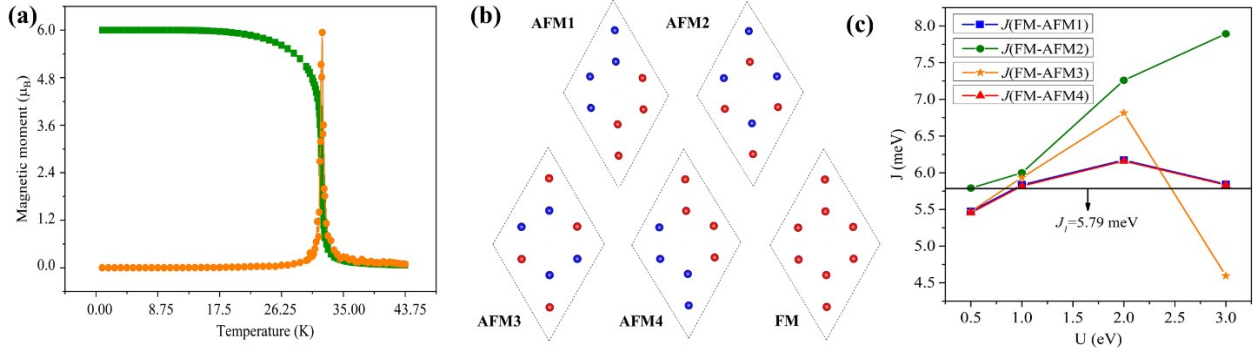 (a)
Magnetic moment (μB)
6.0
4.8
3.6
2.4
1.2
0.0
0.00 8.75 17.5 26.25 35.00 43.75
Temperature (K)
(b)
AFM1 AFM2
AFM3 AFM4 FM
(c)
J (meV)
8.0
7.5
7.0
6.5
6.0
5.5
5.0
4.5
J(FM-AFM1)
J(FM-AFM2)
J(FM-AFM3)
J(FM-AFM4)
J1=5.79 meV
0.5 1.0 1.5 2.0 2.5 3.0
U (eV)